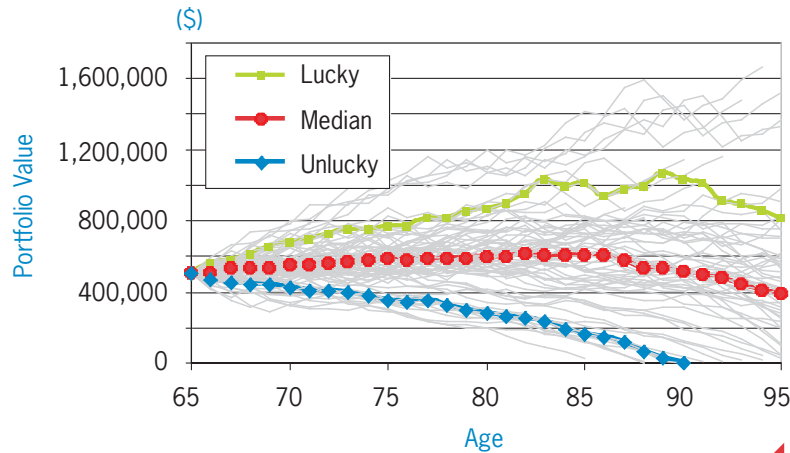 ($)
1,600,000
1,200,000
800,000
400,000
0
Portfolio Value
Lucky
Median
Unlucky
65 70 75 80 85 90 95
Age